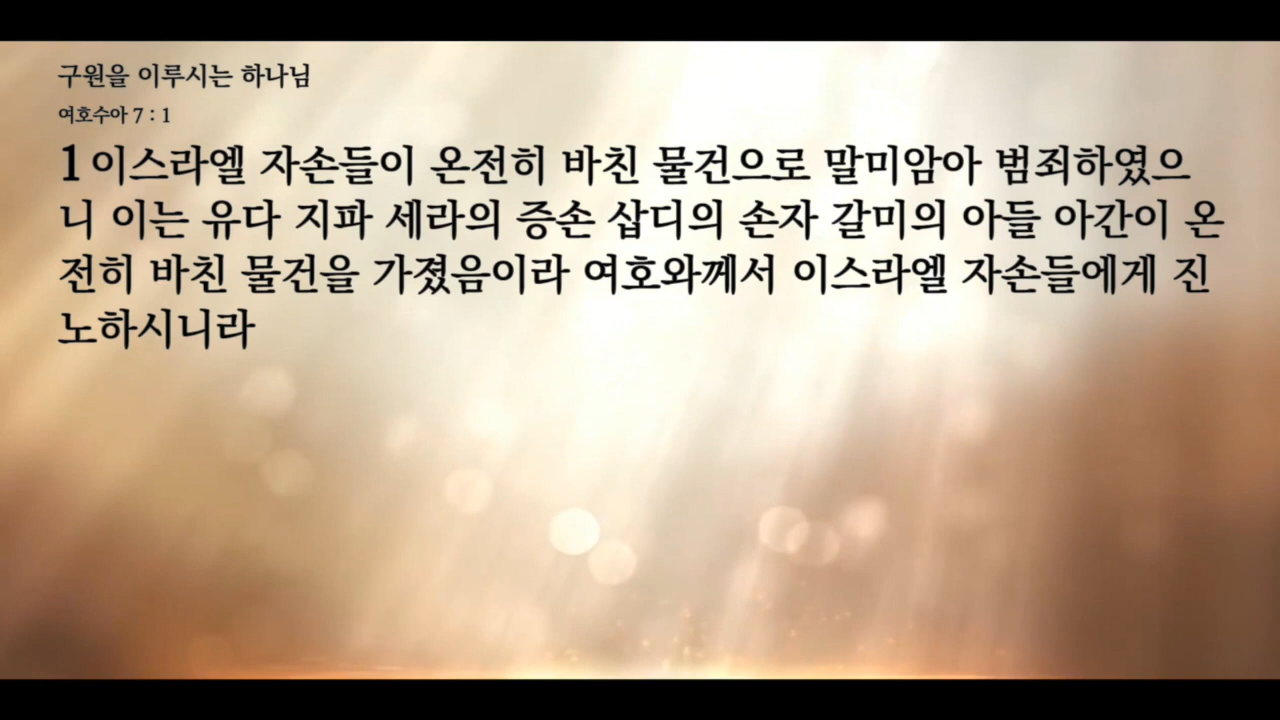 구원을 이루시는 하나님
여호수아 7 : 1
1 이스라엘 자손들이 온전히 바친 물건으로 말미암아 범죄하였으
니 이는 유다 지파 세라의 증손 삽디의 손자 갈미의 아들 아간이 온
전히 바친 물건을 가졌음이라 여호와께서 이스라엘 자손들에게 진
노하시니라